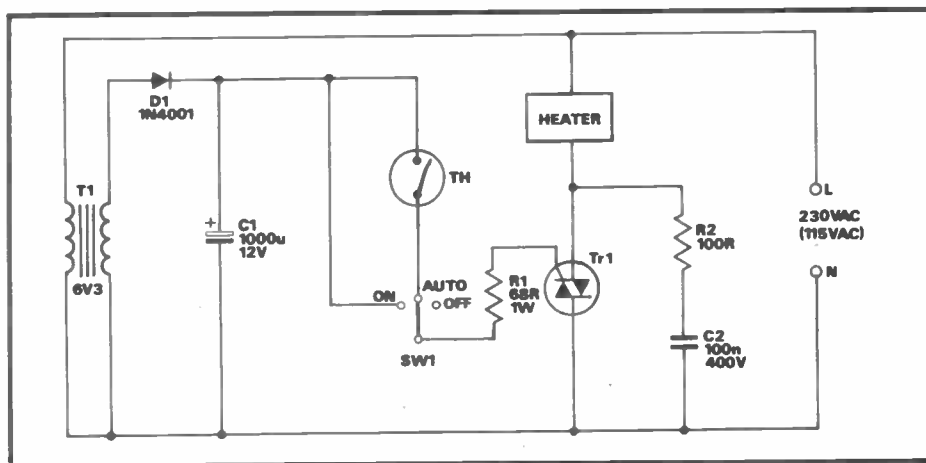 D1
1N4001
HEATER
TH
T1
6V3
+
C1
1000u
12V
L
230VAC
(115VAC)
N
R2
100R
Tr1
R1
68R
1W
ON
AUTO
OFF
SW1
C2
100n
400V